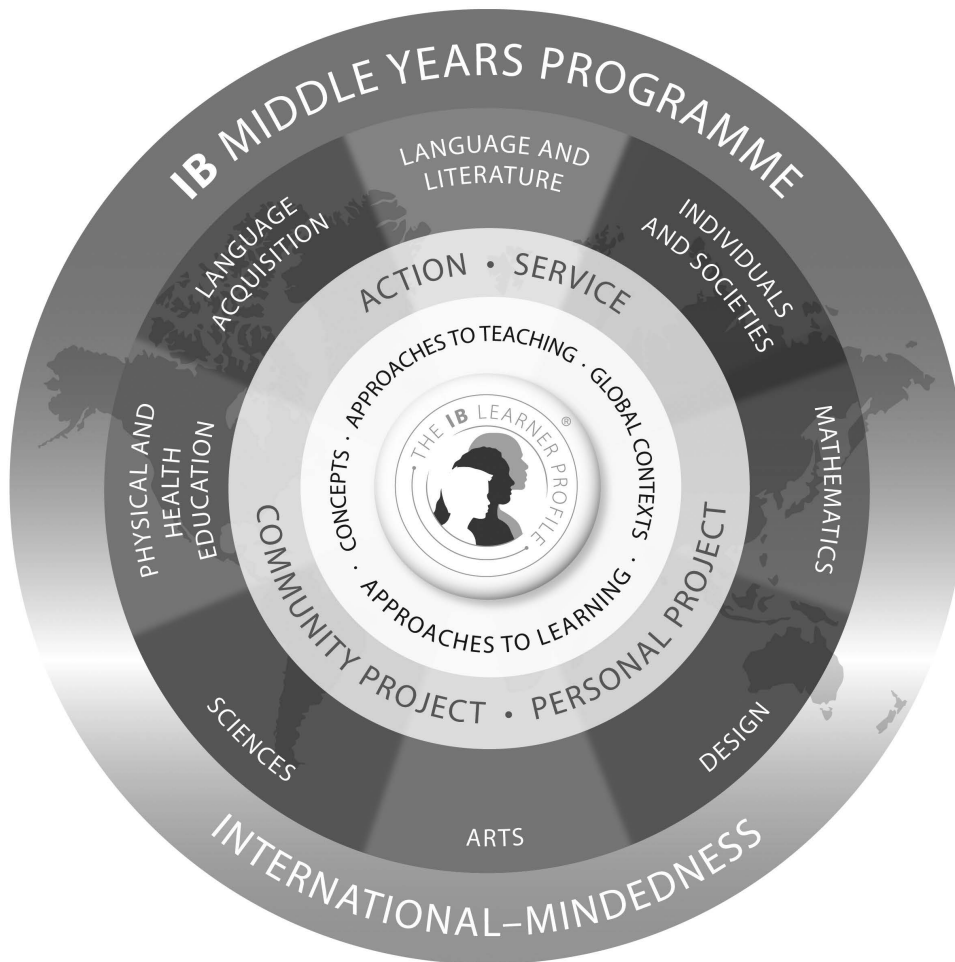 IB MIDDLE YEARS PROGRAMME
LANGUAGE AND
LITERATURE
INDIVIDUALS
AND SOCIETIES
MATHEMATICS
DESIGN
ARTS
SCIENCES
PHYSICAL AND
HEALTH
EDUCATION
LANGUAGE
ACQUISITION
ACTION · SERVICE
COMMUNITY PROJECT · PERSONAL PROJECT
CONCEPTS · APPROACHES TO TEACHING · GLOBAL CONTEXTS ·
· APPROACHES TO LEARNING
· THE IB LEARNER PROFILE ·
®
INTERNATIONAL–MINDEDNESS